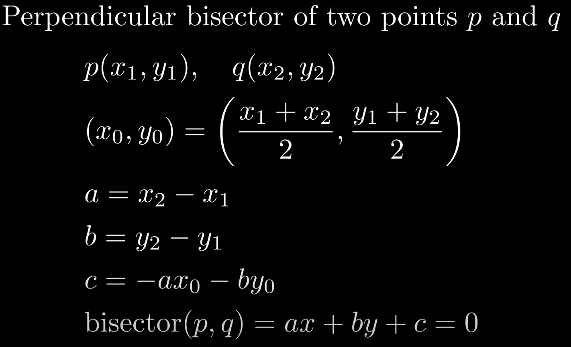 Perpendicular bisector of two points p and q
p(x₁, y₁), q(x₂, y₂)
(x₀, y₀) = ( (x₁ + x₂)/2 , (y₁ + y₂)/2 )
a = x₂ − x₁
b = y₂ − y₁
c = −ax₀ − by₀
bisector(p, q) = ax + by + c = 0